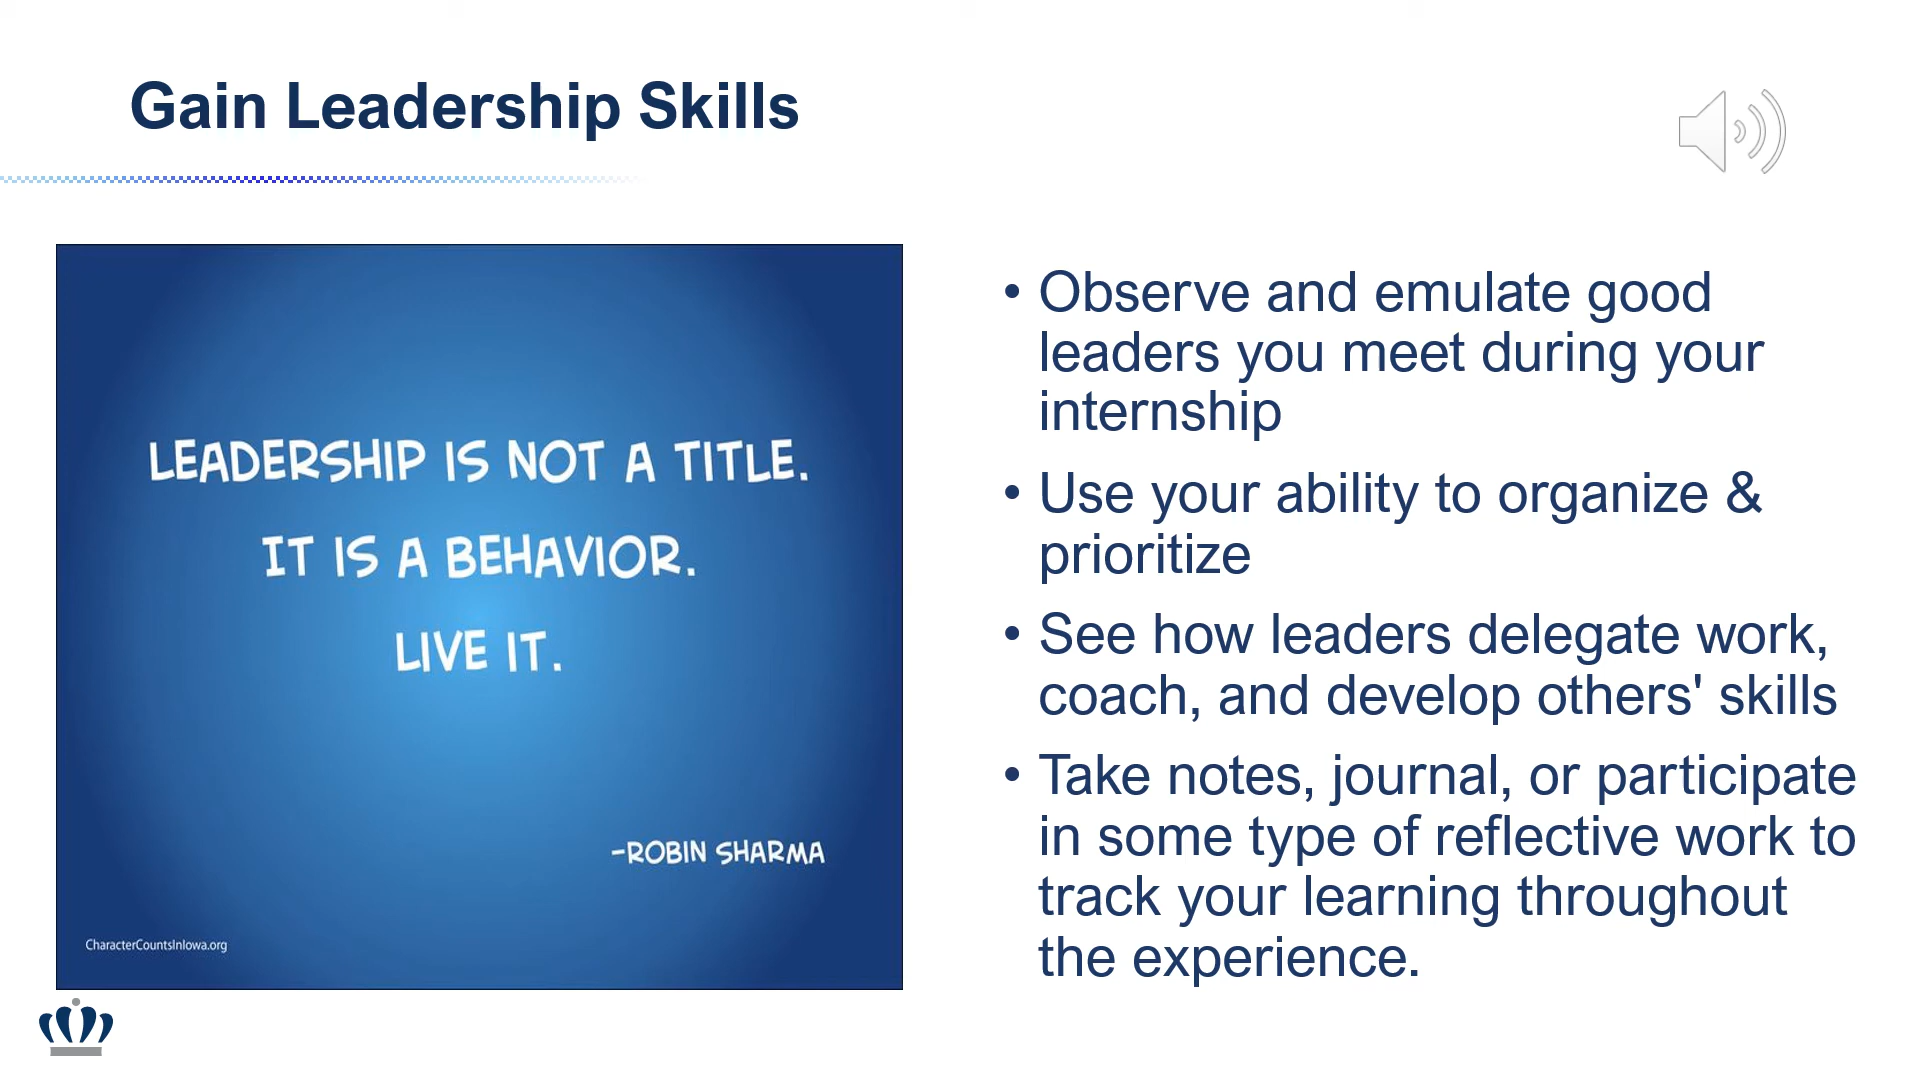 Gain Leadership Skills
LEADERSHIP IS NOT A TITLE.
IT IS A BEHAVIOR.
LIVE IT.
-ROBIN SHARMA
CharacterCountsInIowa.org
• Observe and emulate good
leaders you meet during your
internship
• Use your ability to organize &
prioritize
• See how leaders delegate work,
coach, and develop others' skills
• Take notes, journal, or participate
in some type of reflective work to
track your learning throughout
the experience.